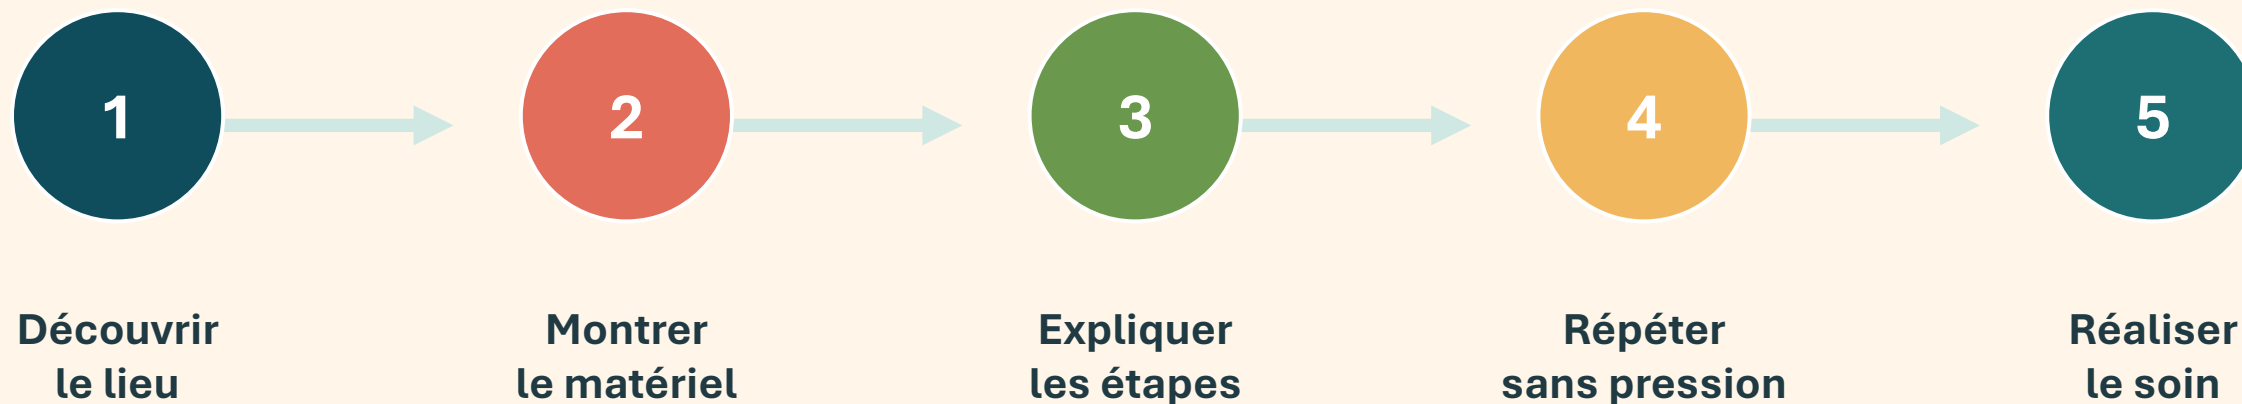 1
2
3
4
5
Découvrir
le lieu
Montrer
le matériel
Expliquer
les étapes
Répéter
sans pression
Réaliser
le soin